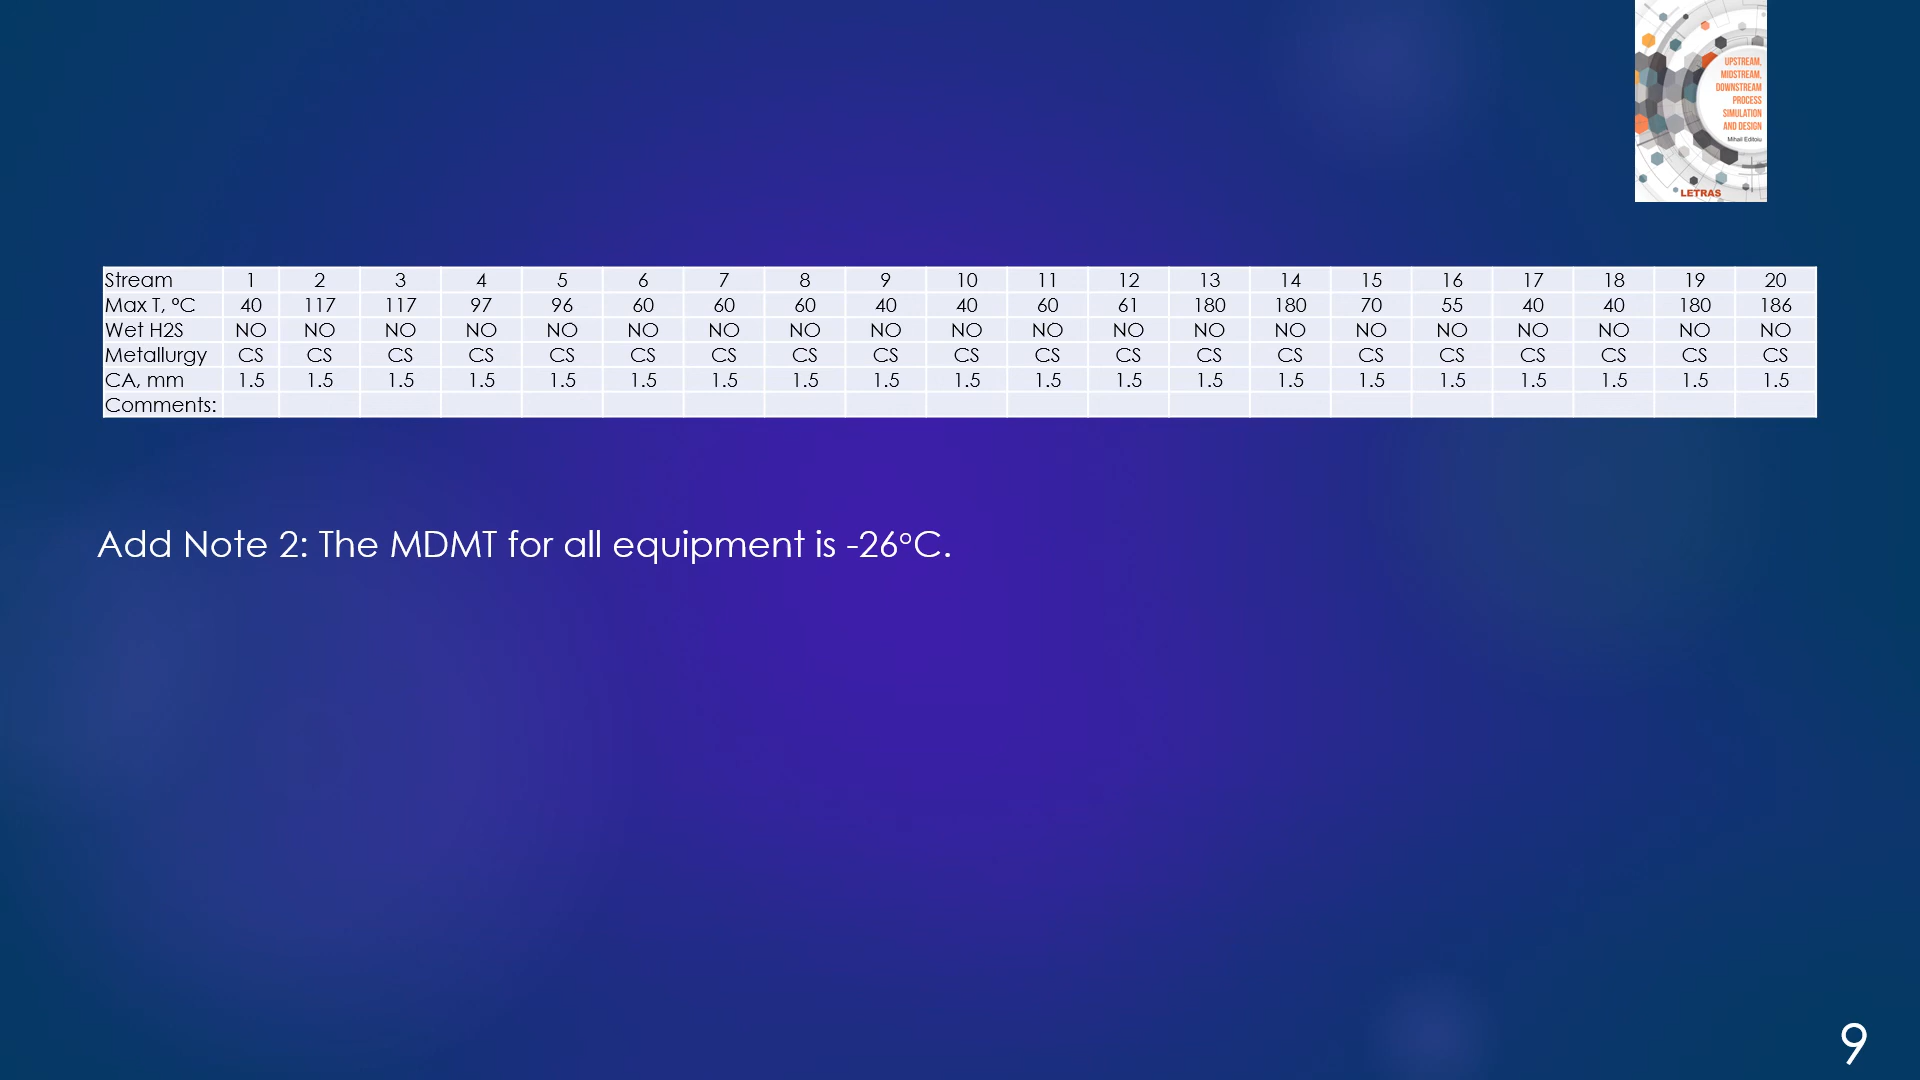 UPSTREAM,
MIDSTREAM,
DOWNSTREAM
PROCESS
SIMULATION
AND DESIGN
Mihail Editoiu
LETRAS
Stream 1 2 3 4 5 6 7 8 9 10 11 12 13 14 15 16 17 18 19 20
Max T, °C 40 117 117 97 96 60 60 60 40 40 60 61 180 180 70 55 40 40 180 186
Wet H2S NO NO NO NO NO NO NO NO NO NO NO NO NO NO NO NO NO NO NO NO
Metallurgy CS CS CS CS CS CS CS CS CS CS CS CS CS CS CS CS CS CS CS CS
CA, mm 1.5 1.5 1.5 1.5 1.5 1.5 1.5 1.5 1.5 1.5 1.5 1.5 1.5 1.5 1.5 1.5 1.5 1.5 1.5 1.5
Comments:
Add Note 2: The MDMT for all equipment is -26°C.
9